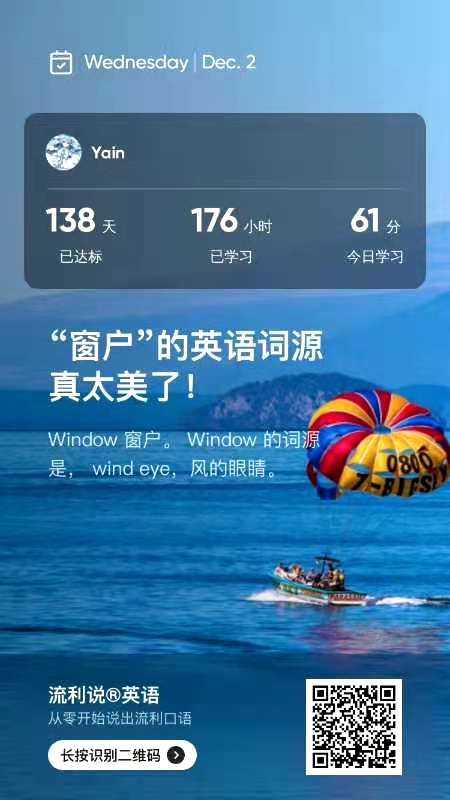 Wednesday | Dec. 2
Yain
138 天 176 小时 61 分
已达标 已学习 今日学习
“窗户”的英语词源
真太美了！
Window 窗户。 Window 的词源
是， wind eye，风的眼睛。
0800
流利说®英语
从零开始说出流利口语
长按识别二维码